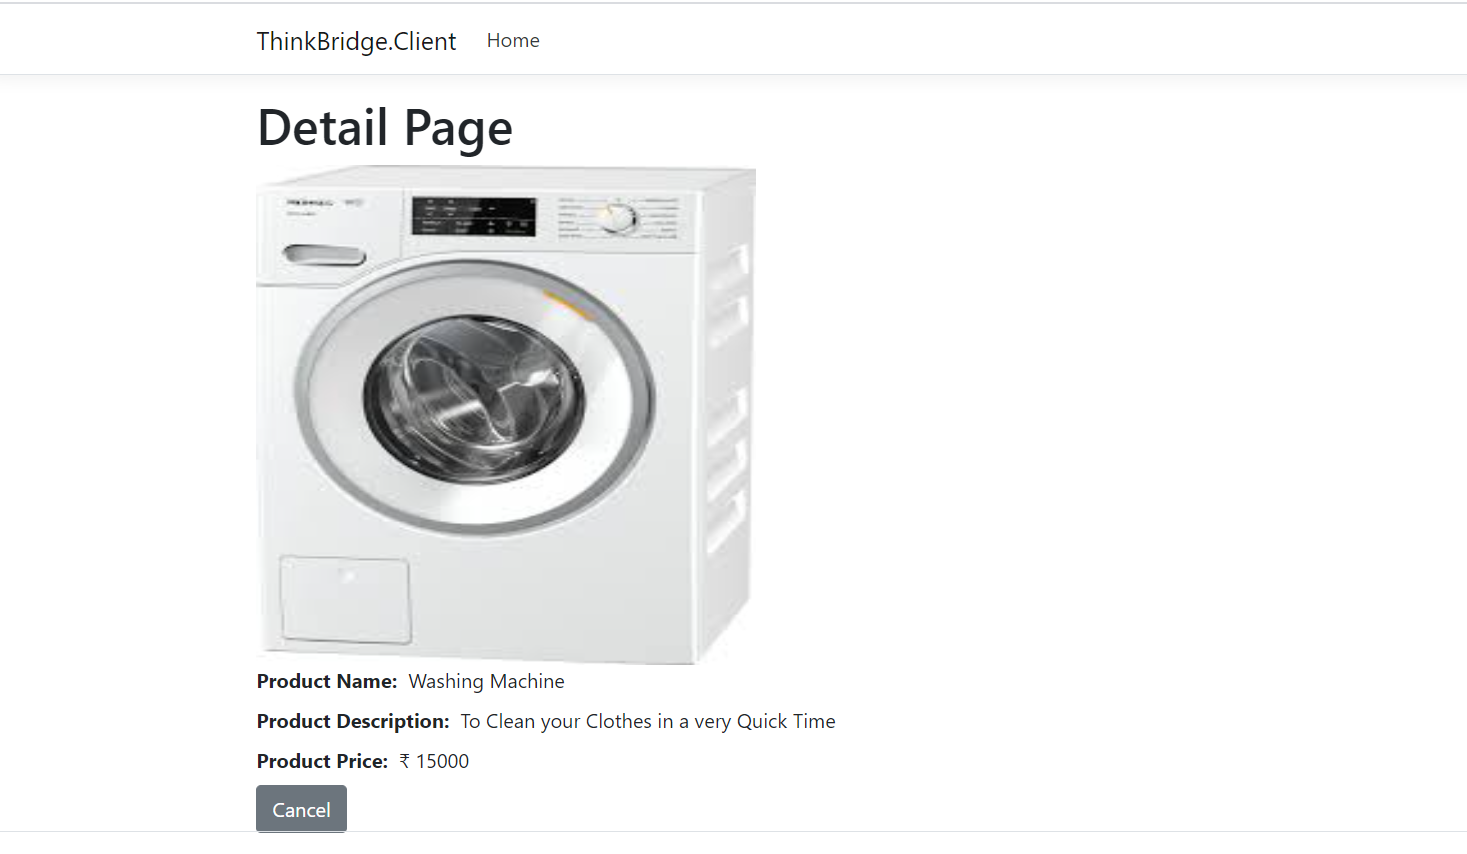 ThinkBridge.Client Home
Detail Page
Product Name: Washing Machine
Product Description: To Clean your Clothes in a very Quick Time
Product Price: ₹ 15000
Cancel